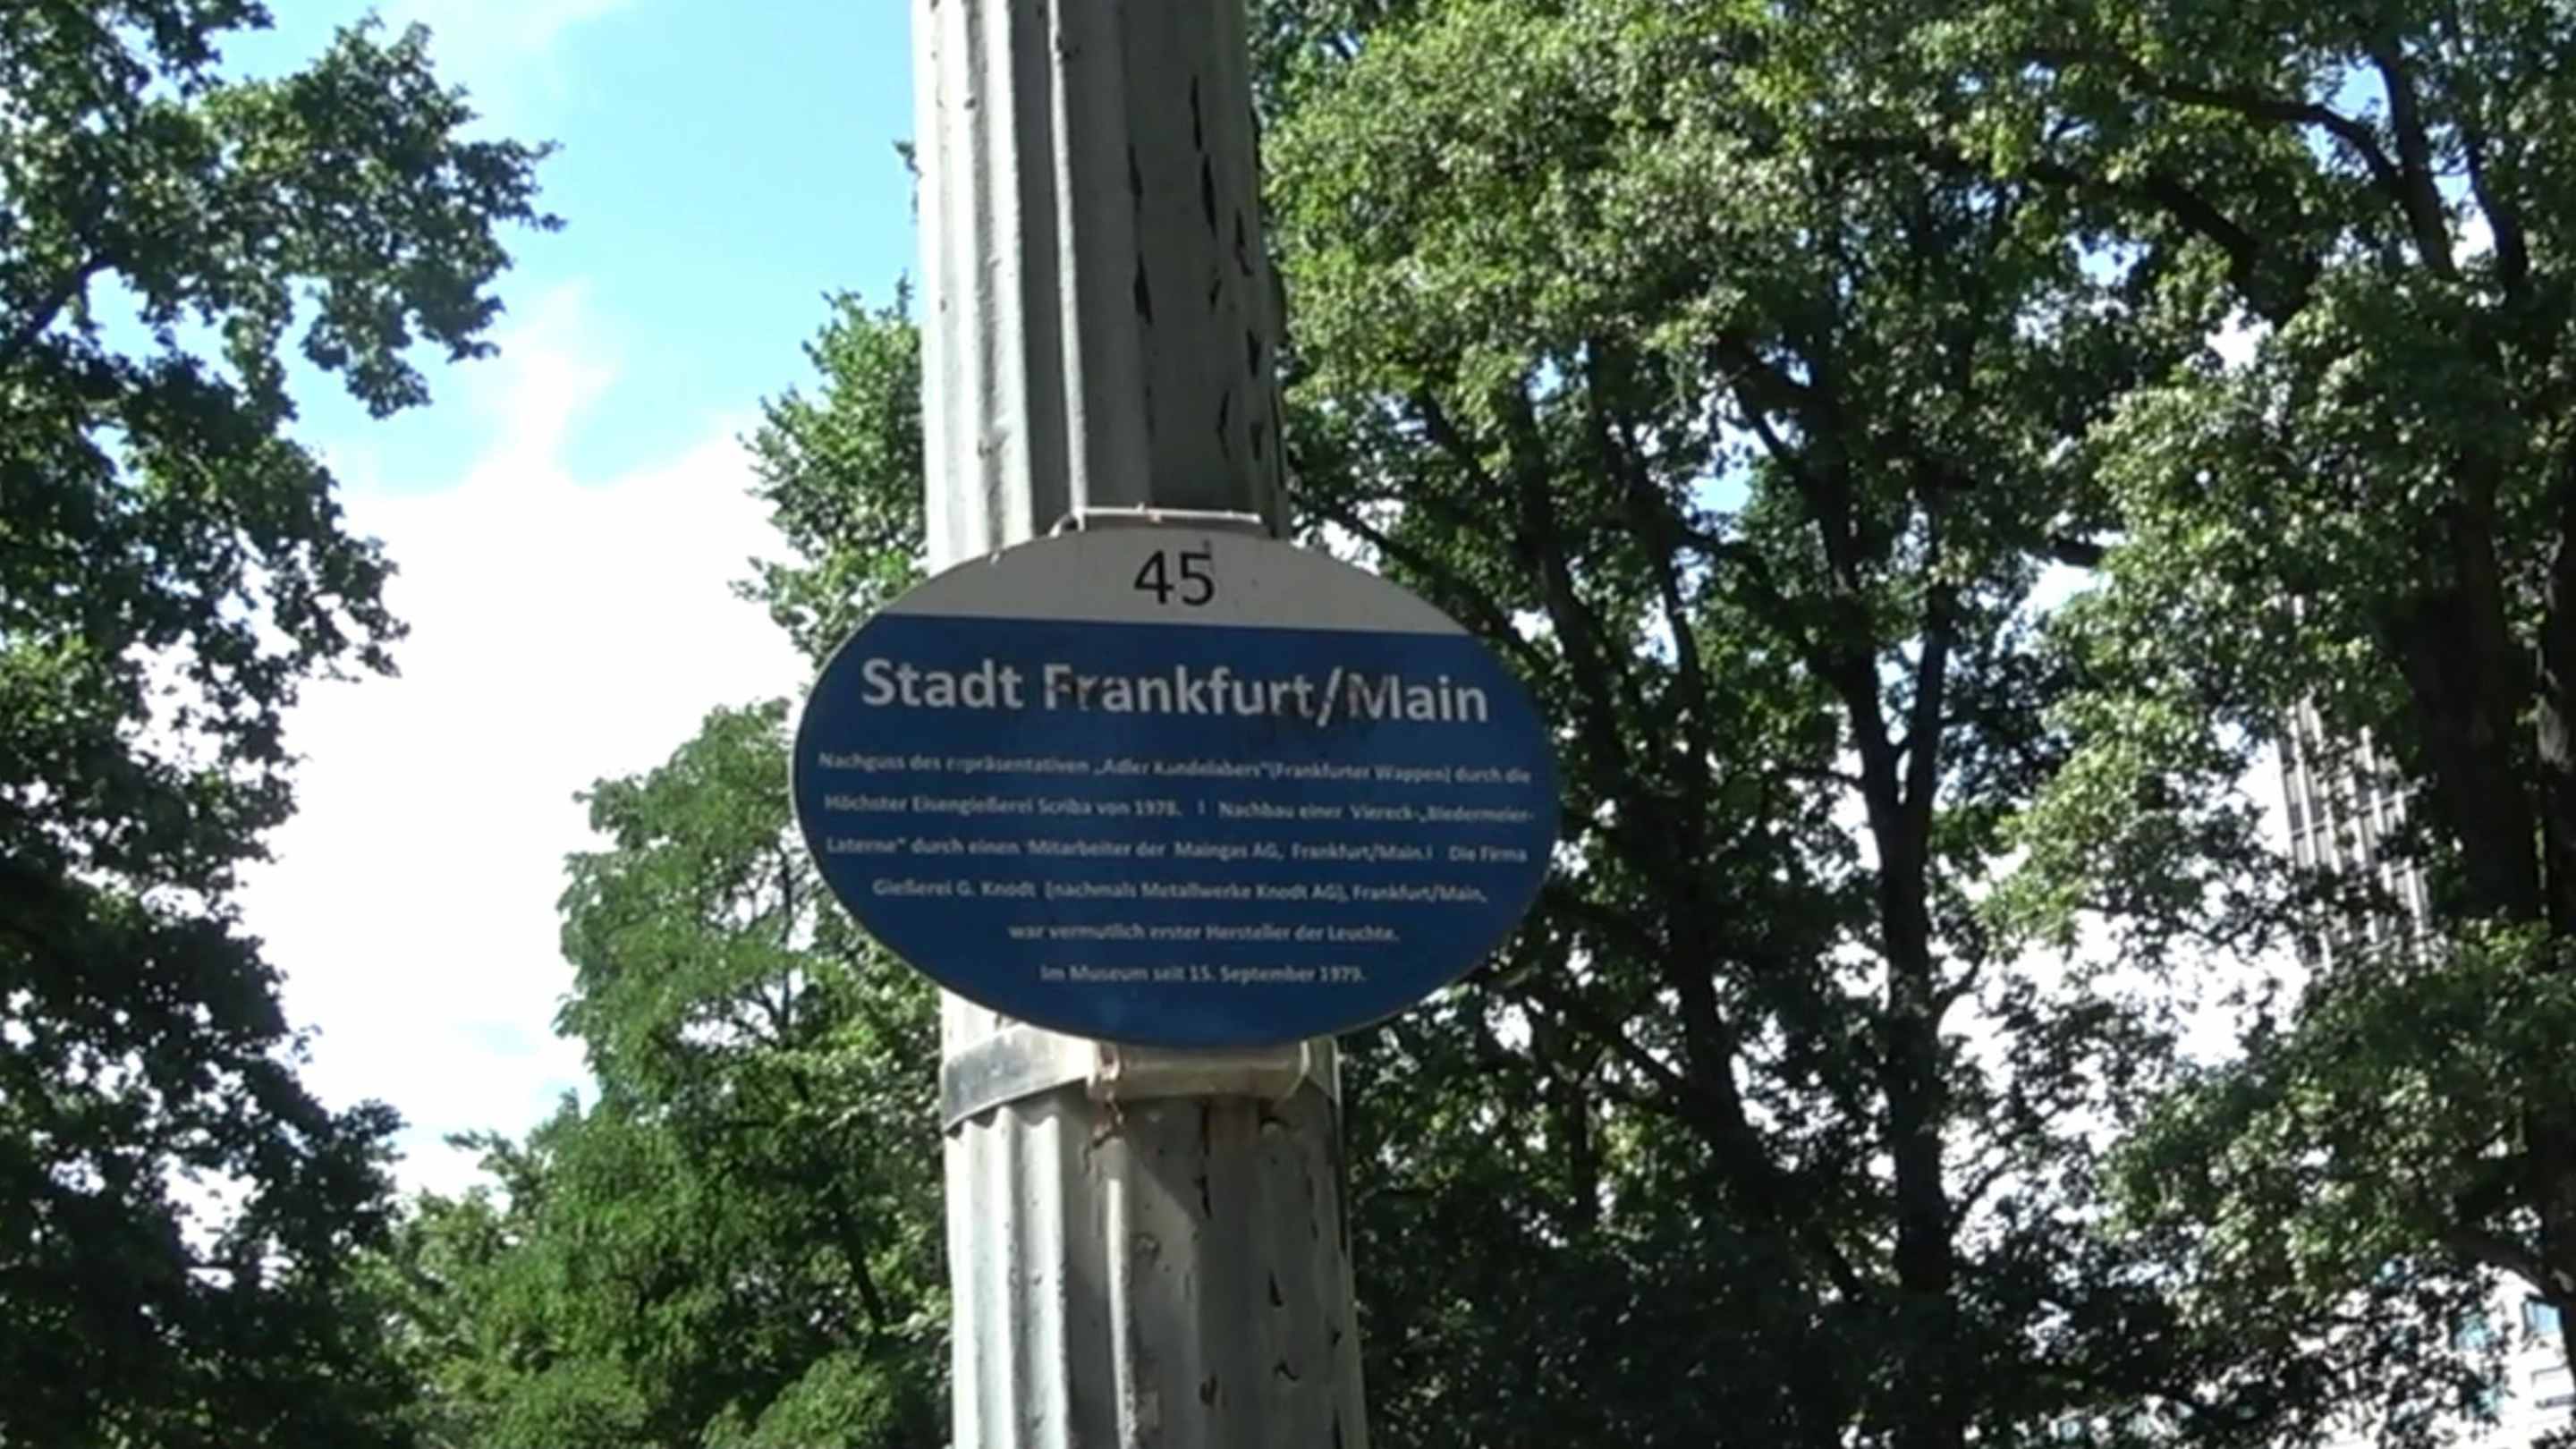 45
Stadt Frankfurt/Main
Nachguss des repräsentativen „Adler Kandelabers"(Frankfurter Wappen) durch die
Höchster Eisengießerei Scriba von 1978. I Nachbau einer Viereck-„Biedermeier-
Laterne" durch einen Mitarbeiter der Maingas AG, Frankfurt/Main.I Die Firma
Gießerei G. Knodt (nachmals Metallwerke Knodt AG), Frankfurt/Main,
war vermutlich erster Hersteller der Leuchte.
Im Museum seit 15. September 1979.